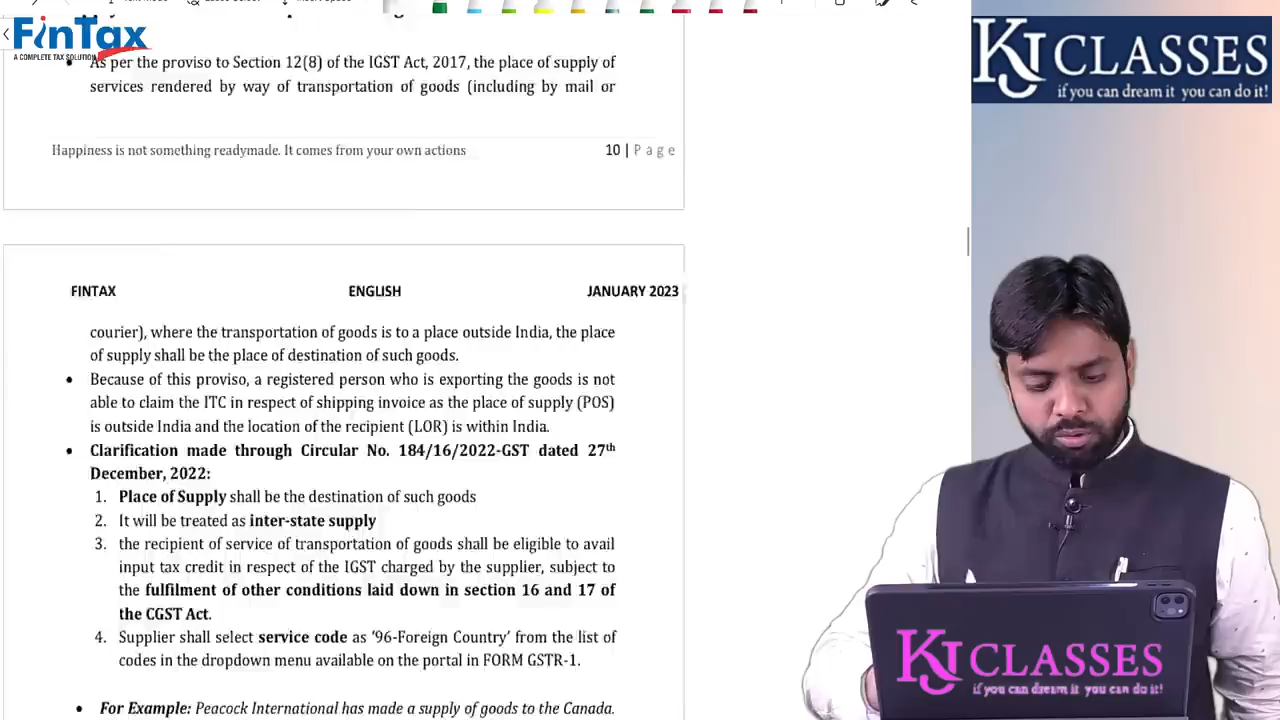 FinTax
A COMPLETE TAX SOLUTION
As per the proviso to Section 12(8) of the IGST Act, 2017, the place of supply of
services rendered by way of transportation of goods (including by mail or
Happiness is not something readymade. It comes from your own actions
10 | Page
FINTAX ENGLISH JANUARY 2023
courier), where the transportation of goods is to a place outside India, the place
of supply shall be the place of destination of such goods.
Because of this proviso, a registered person who is exporting the goods is not
able to claim the ITC in respect of shipping invoice as the place of supply (POS)
is outside India and the location of the recipient (LOR) is within India.
Clarification made through Circular No. 184/16/2022-GST dated 27th
December, 2022:
1. Place of Supply shall be the destination of such goods
2. It will be treated as inter-state supply
3. the recipient of service of transportation of goods shall be eligible to avail
input tax credit in respect of the IGST charged by the supplier, subject to
the fulfilment of other conditions laid down in section 16 and 17 of
the CGST Act.
4. Supplier shall select service code as '96-Foreign Country' from the list of
codes in the dropdown menu available on the portal in FORM GSTR-1.
For Example: Peacock International has made a supply of goods to the Canada.
KJ CLASSES
if you can dream it you can do it!
KJ CLASSES
if you can dream it you can do it!